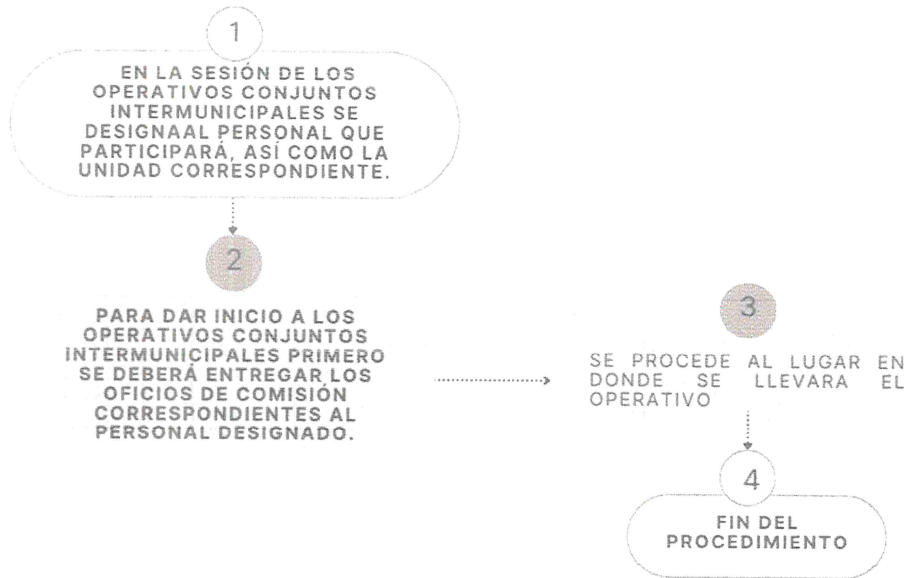 1
EN LA SESIÓN DE LOS
OPERATIVOS CONJUNTOS
INTERMUNICIPALES SE
DESIGNAAL PERSONAL QUE
PARTICIPARÁ, ASÍ COMO LA
UNIDAD CORRESPONDIENTE.
2
PARA DAR INICIO A LOS
OPERATIVOS CONJUNTOS
INTERMUNICIPALES PRIMERO
SE DEBERÁ ENTREGAR LOS
OFICIOS DE COMISIÓN
CORRESPONDIENTES AL
PERSONAL DESIGNADO.
3
SE PROCEDE AL LUGAR EN
DONDE SE LLEVARA EL
OPERATIVO
4
FIN DEL
PROCEDIMIENTO